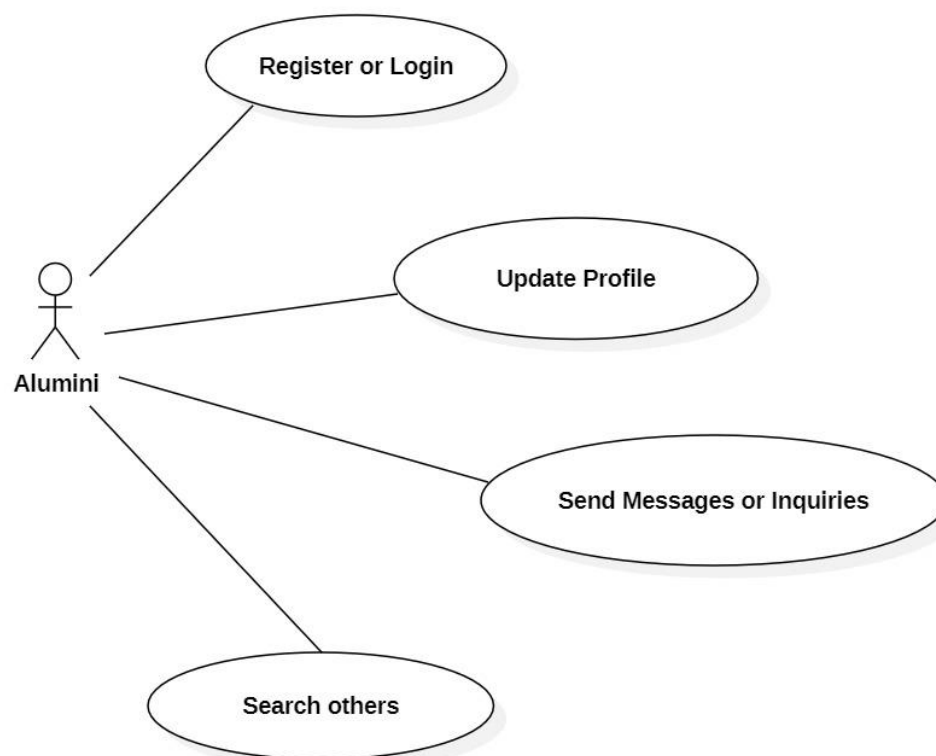 Register or Login
Update Profile
Alumini
Send Messages or Inquiries
Search others